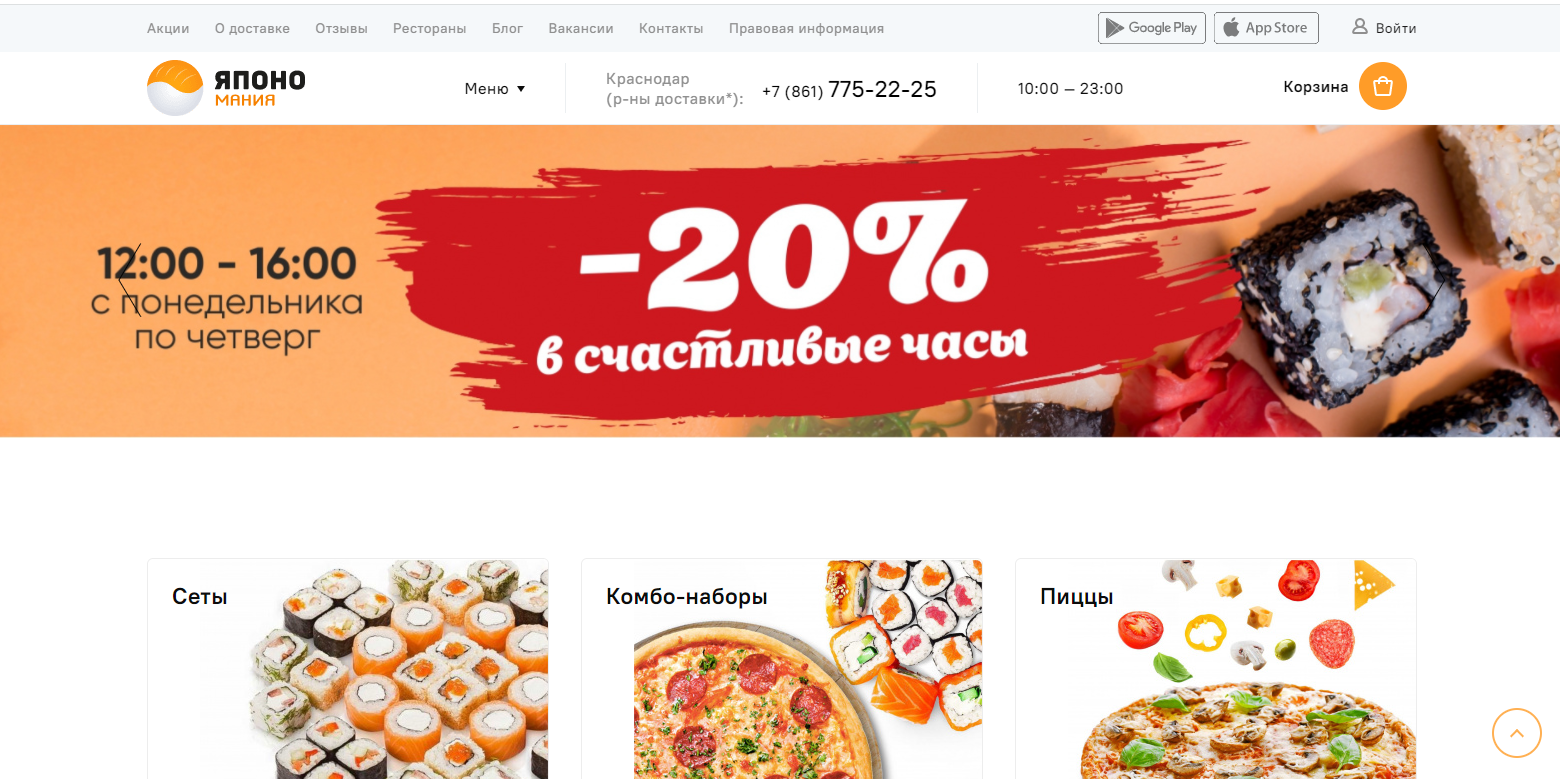 Акции О доставке Отзывы Рестораны Блог Вакансии Контакты Правовая информация Google Play App Store Войти
ЯПОНО
МАНИЯ
Меню
Краснодар
(р-ны доставки*):
+7 (861) 775-22-25
10:00 — 23:00
Корзина
12:00 - 16:00
с понедельника
по четверг
-20%
в счастливые часы
Сеты
Комбо-наборы
Пиццы